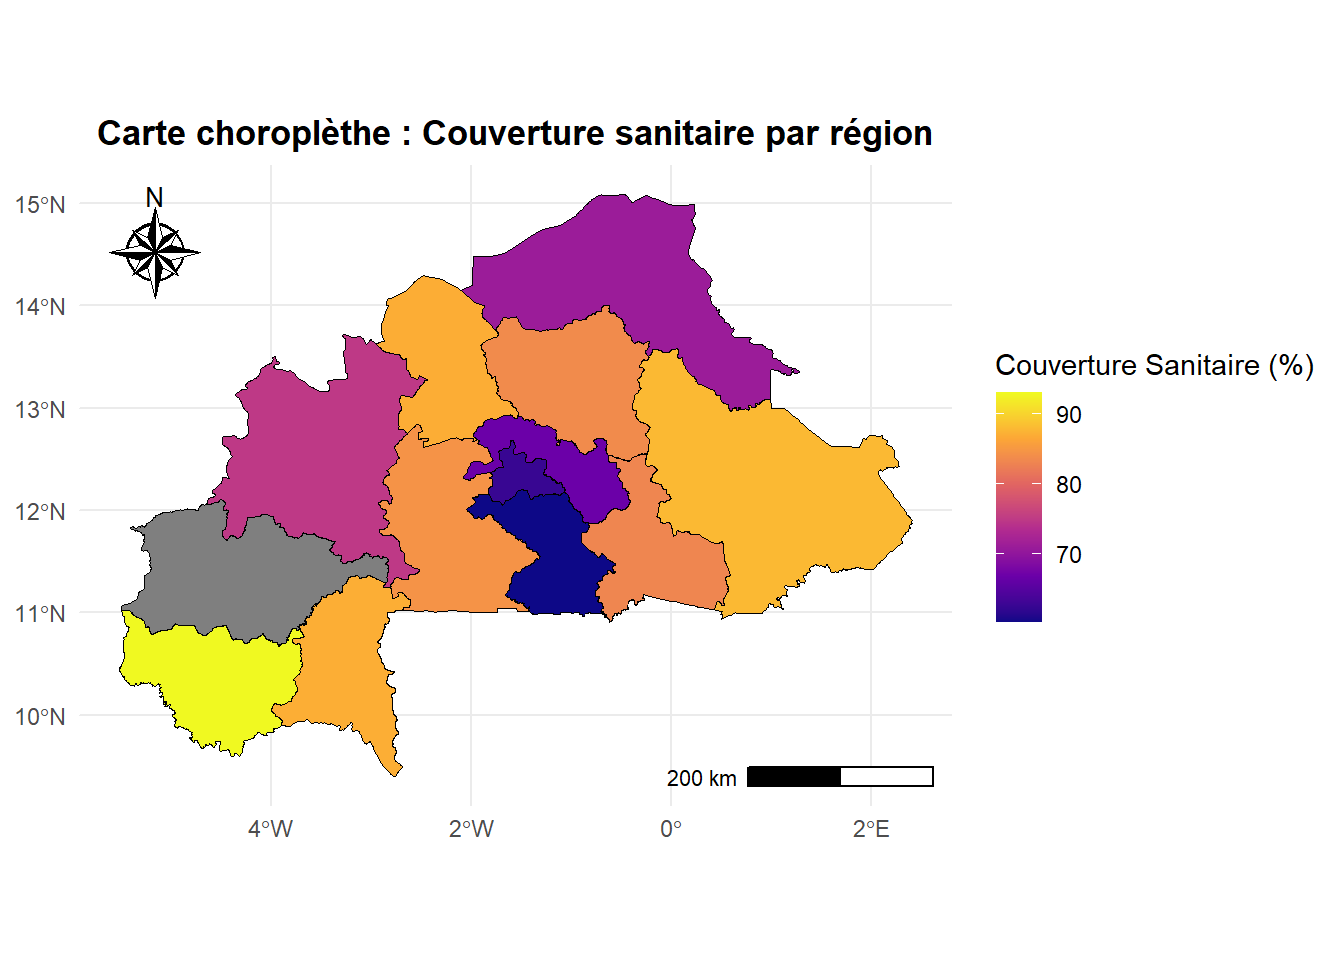 Carte choroplèthe : Couverture sanitaire par région
N
15°N
14°N
13°N
12°N
11°N
10°N
4°W
2°W
0°
2°E
200 km
Couverture Sanitaire (%)
90
80
70